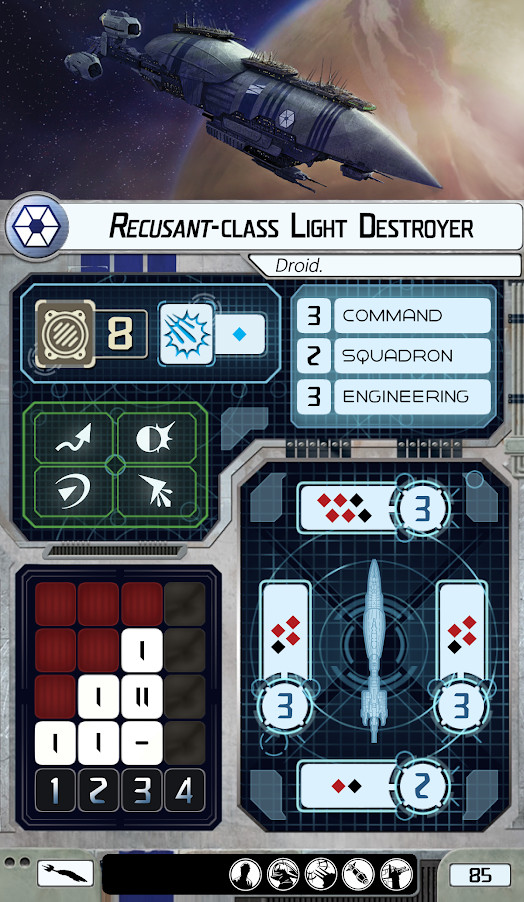 RECUSANT-CLASS LIGHT DESTROYER
Droid.
8
3 COMMAND
2 SQUADRON
3 ENGINEERING
3
3 3
2
I
I II
I I -
1 2 3 4
85